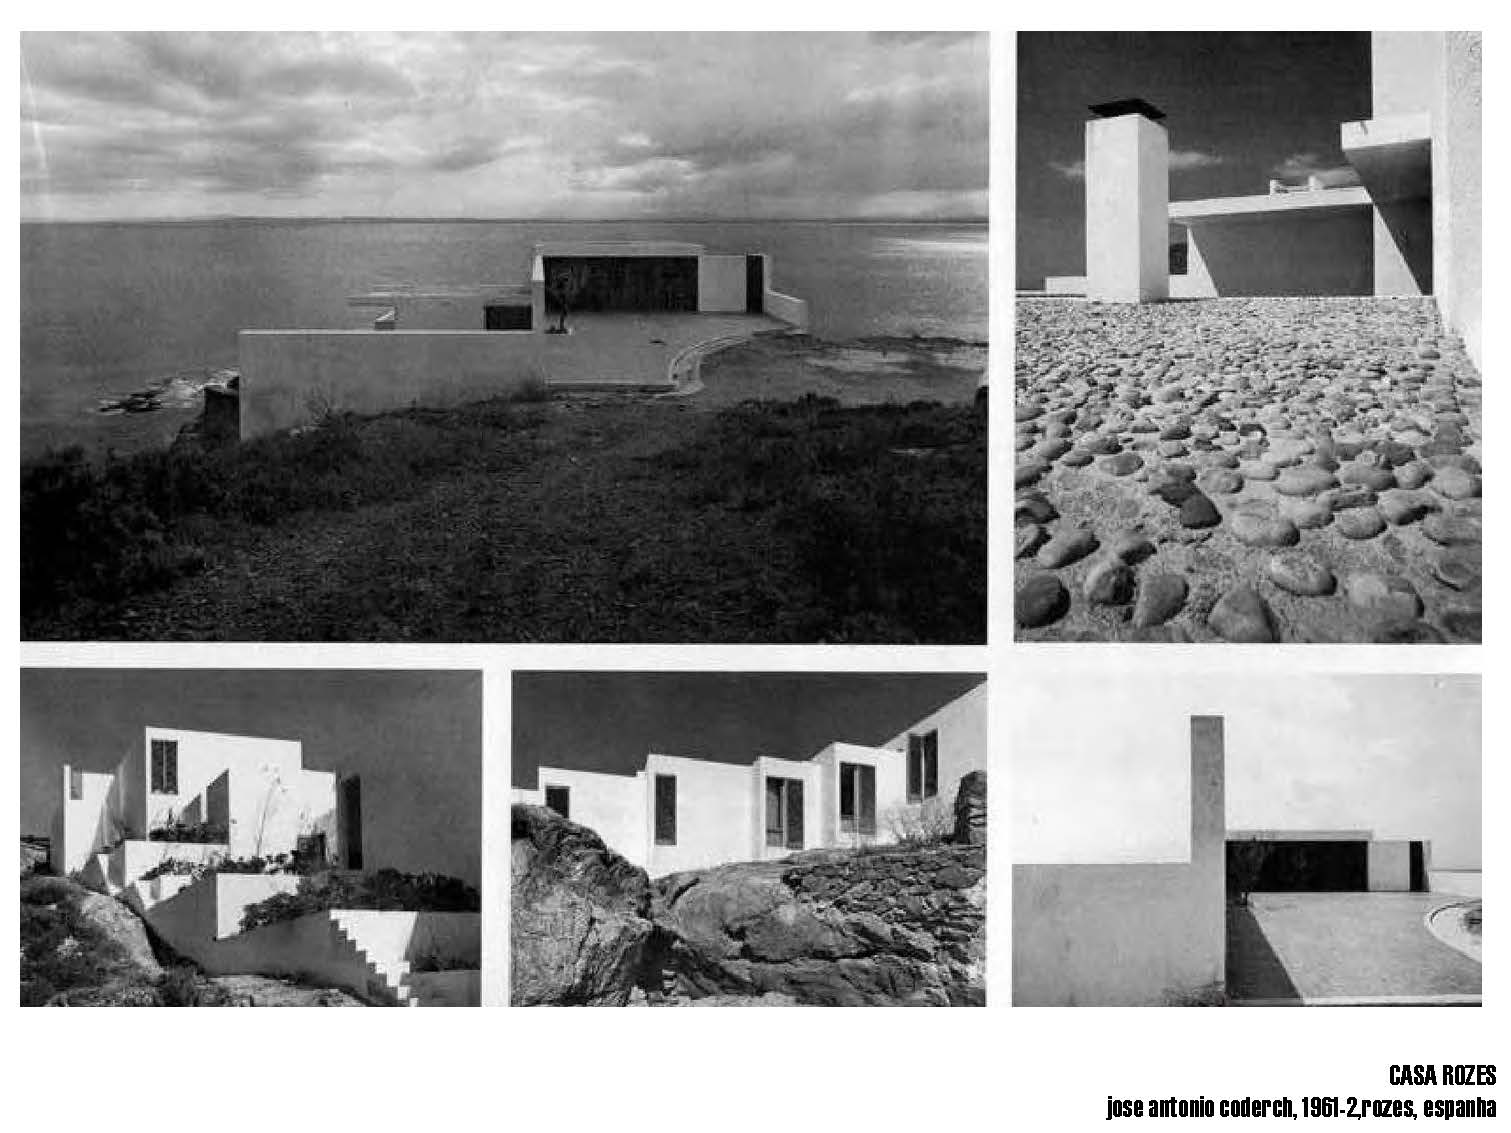 CASA ROZES
jose antonio coderch, 1961-2,rozes, espanha